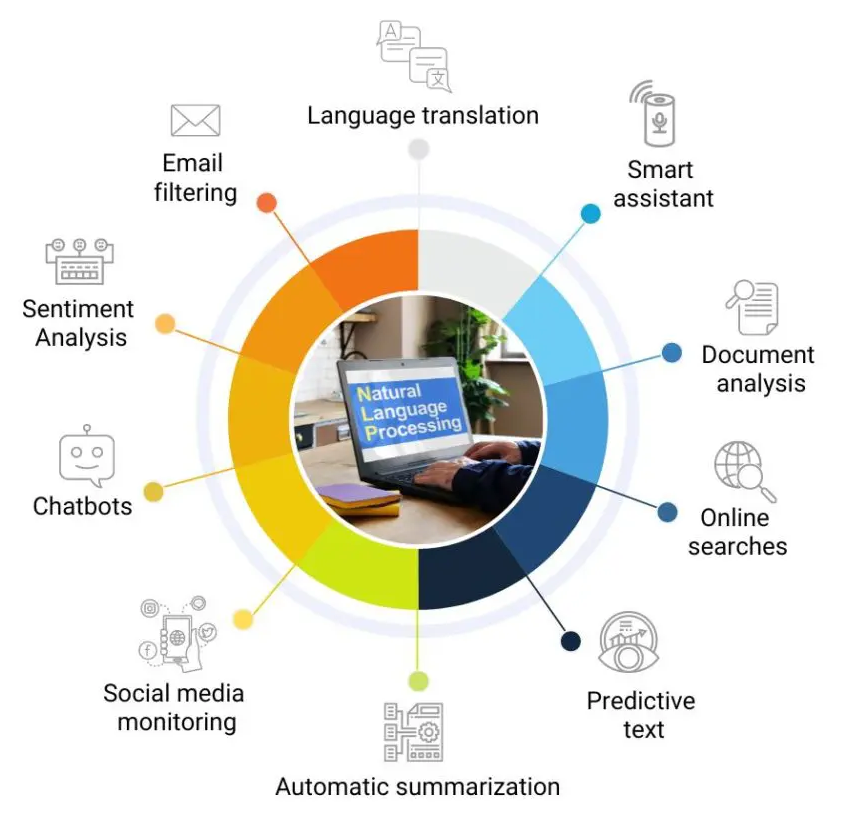 A
文
Language translation
Smart
assistant
Document
analysis
Online
searches
Predictive
text
Automatic summarization
Social media
monitoring
f
Chatbots
Sentiment
Analysis
Email
filtering
Natural
Language
Processing